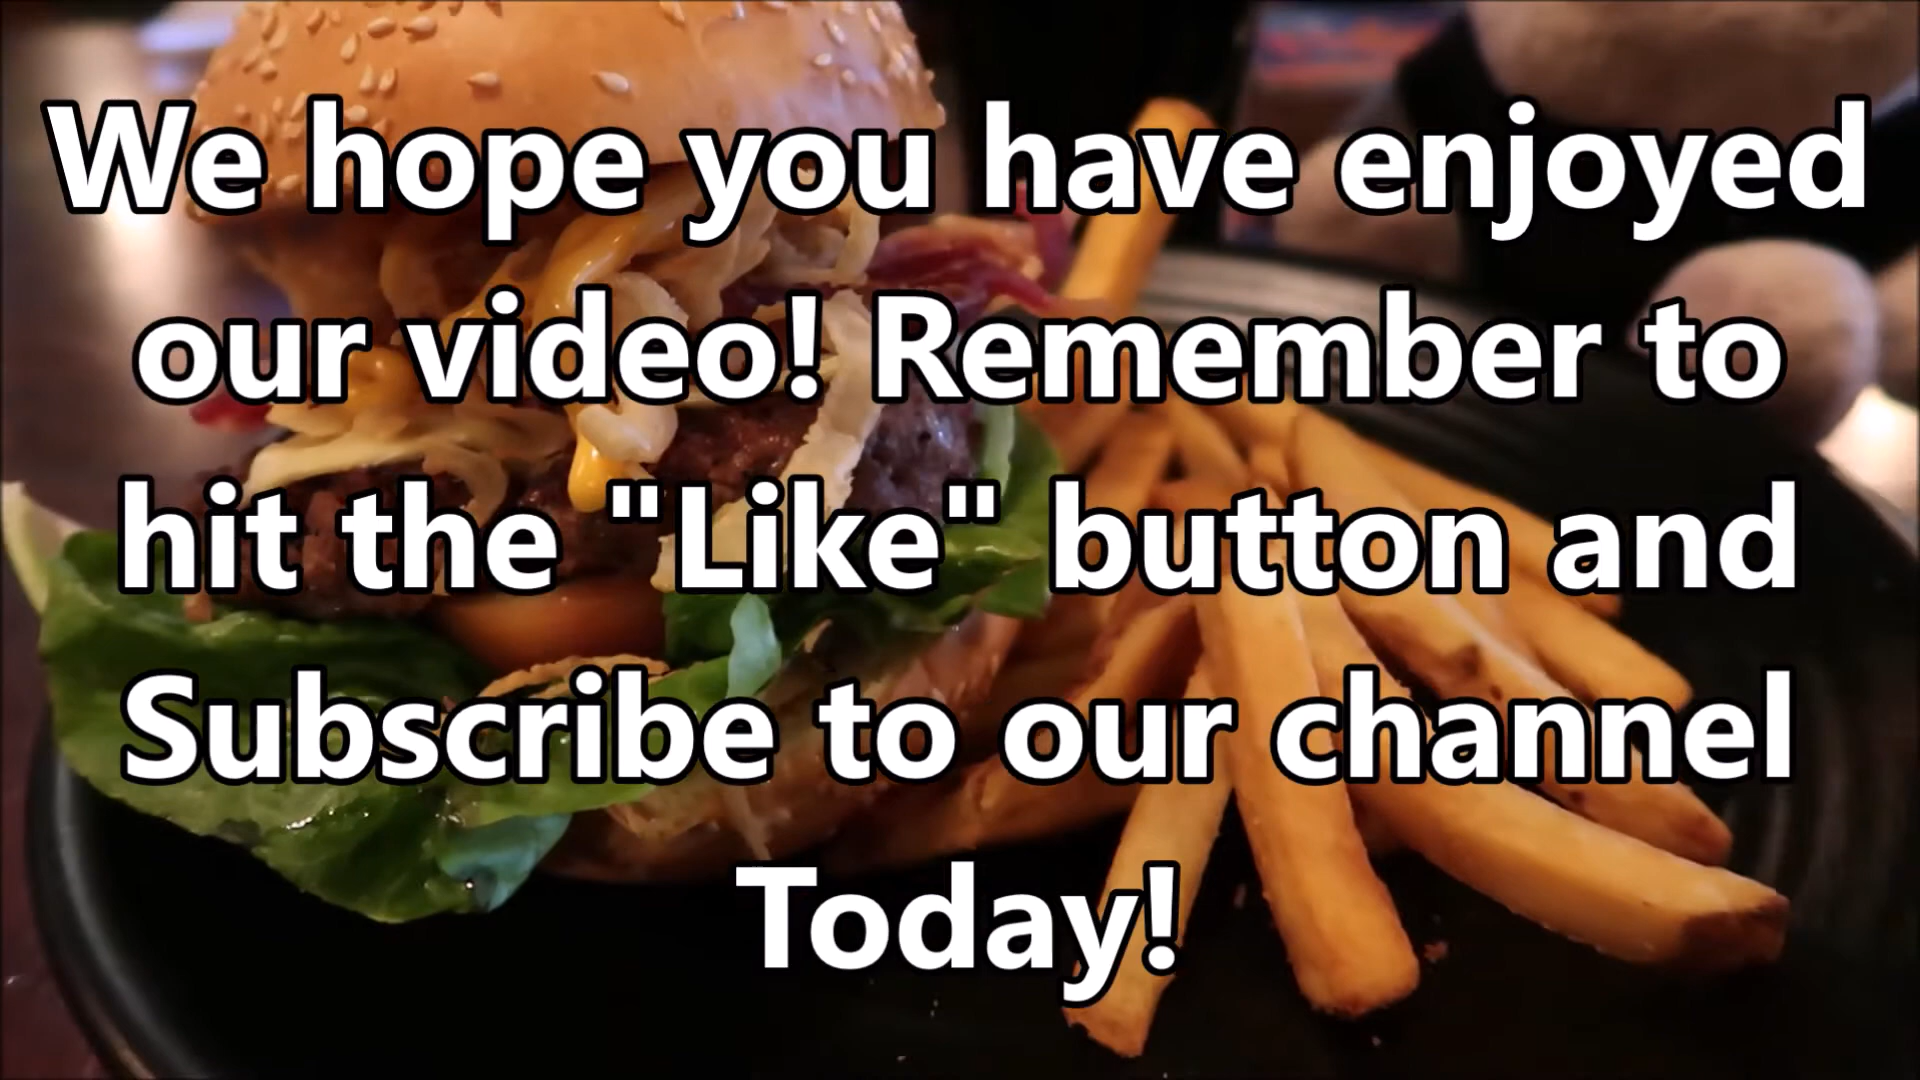 We hope you have enjoyed
our video! Remember to
hit the "Like" button and
Subscribe to our channel
Today!